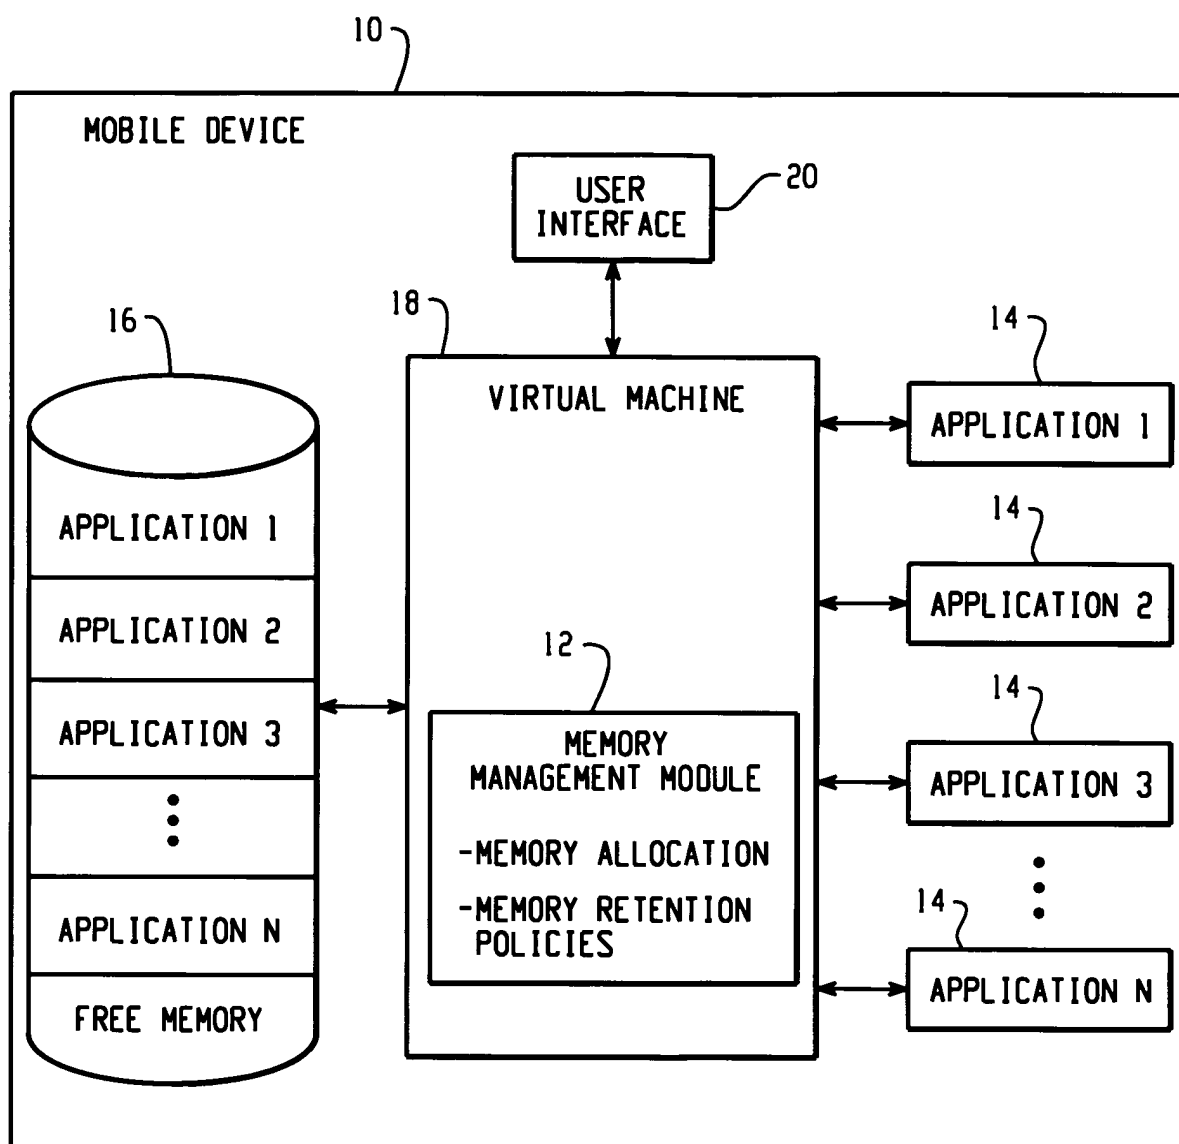 10
MOBILE DEVICE
USER
INTERFACE
20
16
18
14
VIRTUAL MACHINE
APPLICATION 1
APPLICATION 1
14
APPLICATION 2
APPLICATION 2
12
14
APPLICATION 3
MEMORY
MANAGEMENT MODULE
APPLICATION 3
-MEMORY ALLOCATION
-MEMORY RETENTION
POLICIES
14
APPLICATION N
APPLICATION N
FREE MEMORY